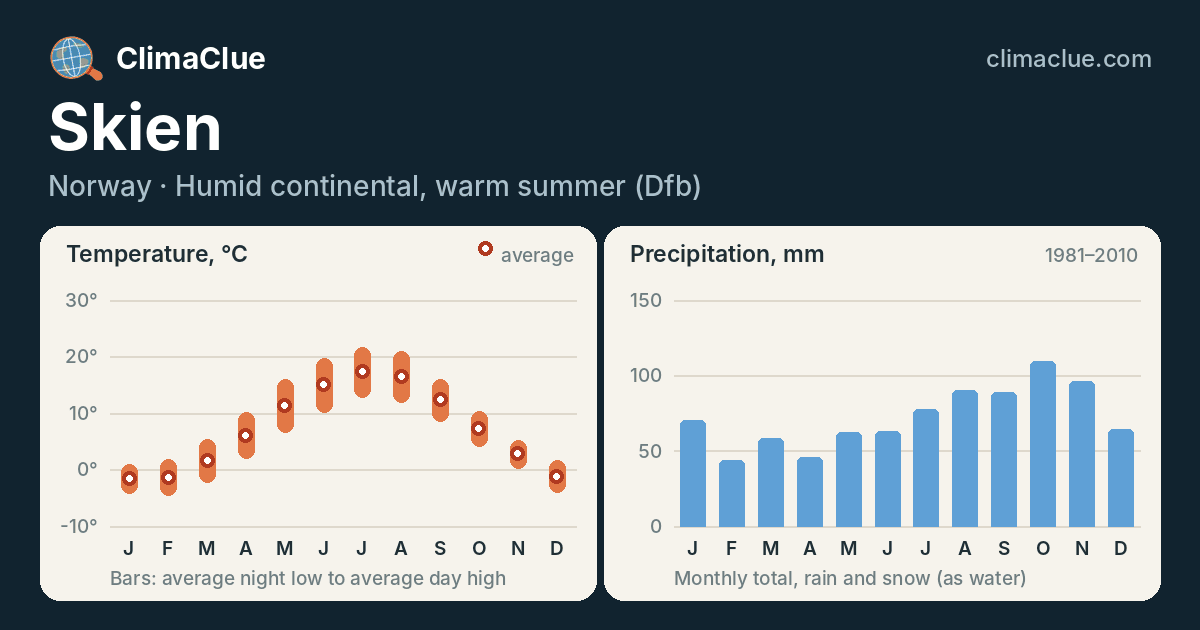 ClimaClue
climaclue.com
Skien
Norway · Humid continental, warm summer (Dfb)
Temperature, °C
average
30°
20°
10°
0°
-10°
J F M A M J J A S O N D
Bars: average night low to average day high
Precipitation, mm
1981–2010
150
100
50
0
J F M A M J J A S O N D
Monthly total, rain and snow (as water)